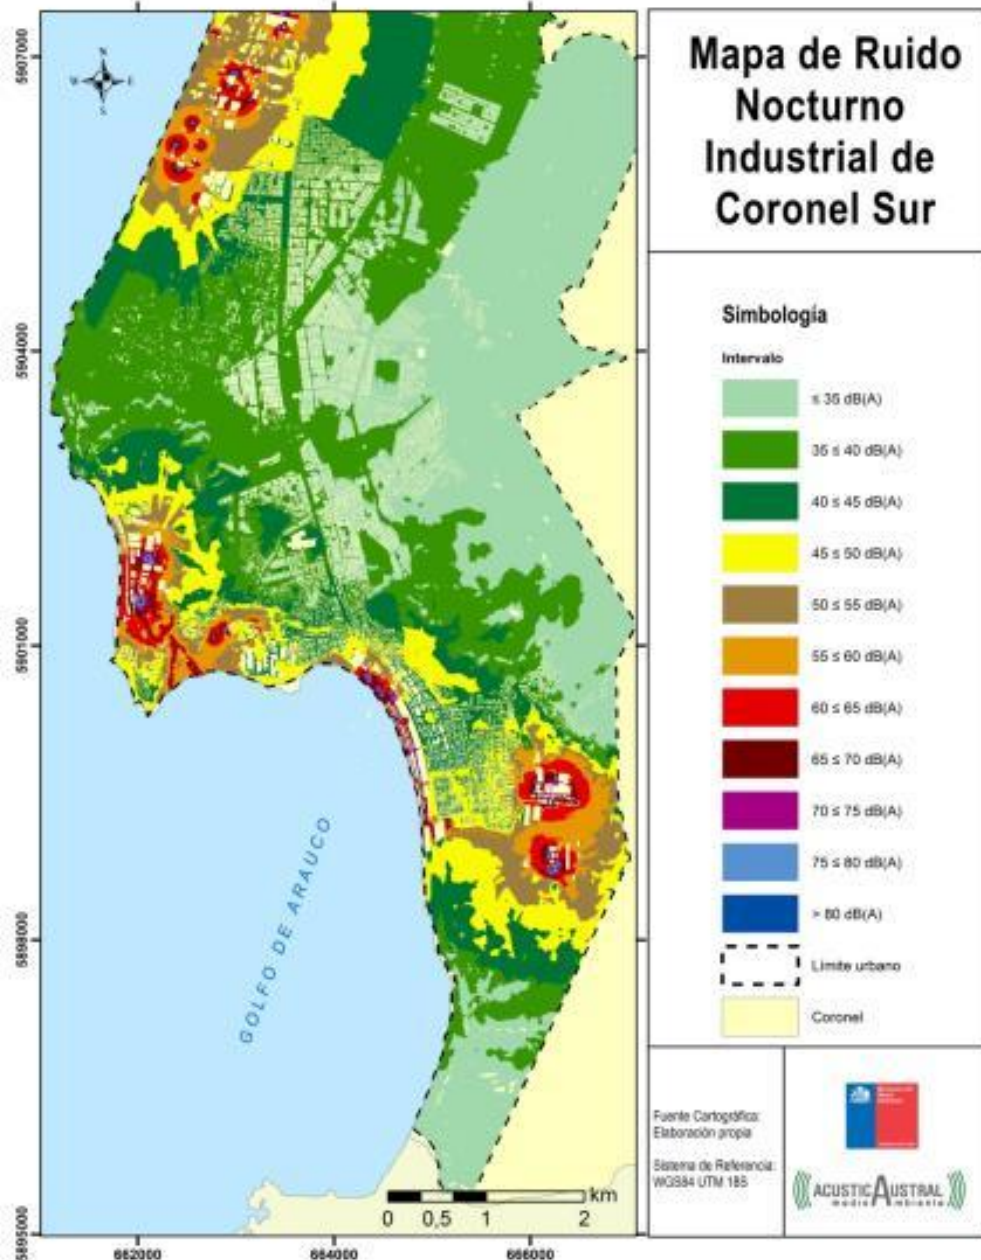 Mapa de Ruido
Nocturno
Industrial de
Coronel Sur
Simbología
Intervalo
≤ 35 dB(A)
35 ≤ 40 dB(A)
40 ≤ 45 dB(A)
45 ≤ 50 dB(A)
50 ≤ 55 dB(A)
55 ≤ 60 dB(A)
60 ≤ 65 dB(A)
65 ≤ 70 dB(A)
70 ≤ 75 dB(A)
75 ≤ 80 dB(A)
> 80 dB(A)
Límite urbano
Coronel
Fuente Cartográfica:
Elaboración propia
Sistema de Referencia:
WGS84 UTM 18S
ACUSTICAUSTRAL
medio Ambiente
N
W E
S
5907000
5904000
5901000
5898000
5895000
GOLFO DE ARAUCO
km
0 0,5 1 2
662000 664000 666000